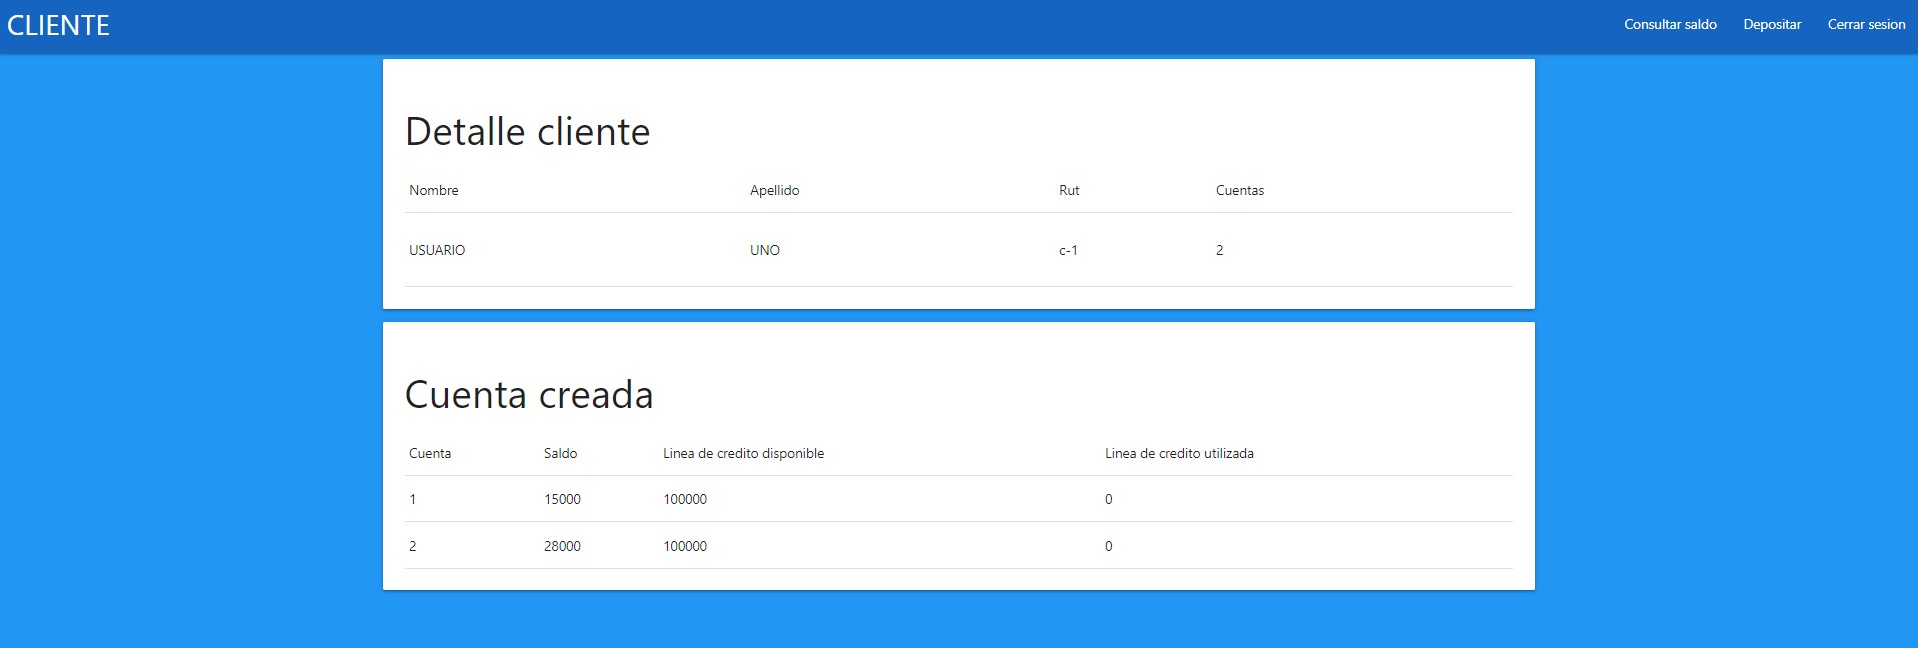 CLIENTE Consultar saldo Depositar Cerrar sesion
Detalle cliente
Nombre Apellido Rut Cuentas
USUARIO UNO c-1 2
Cuenta creada
Cuenta Saldo Linea de credito disponible Linea de credito utilizada
1 15000 100000 0
2 28000 100000 0